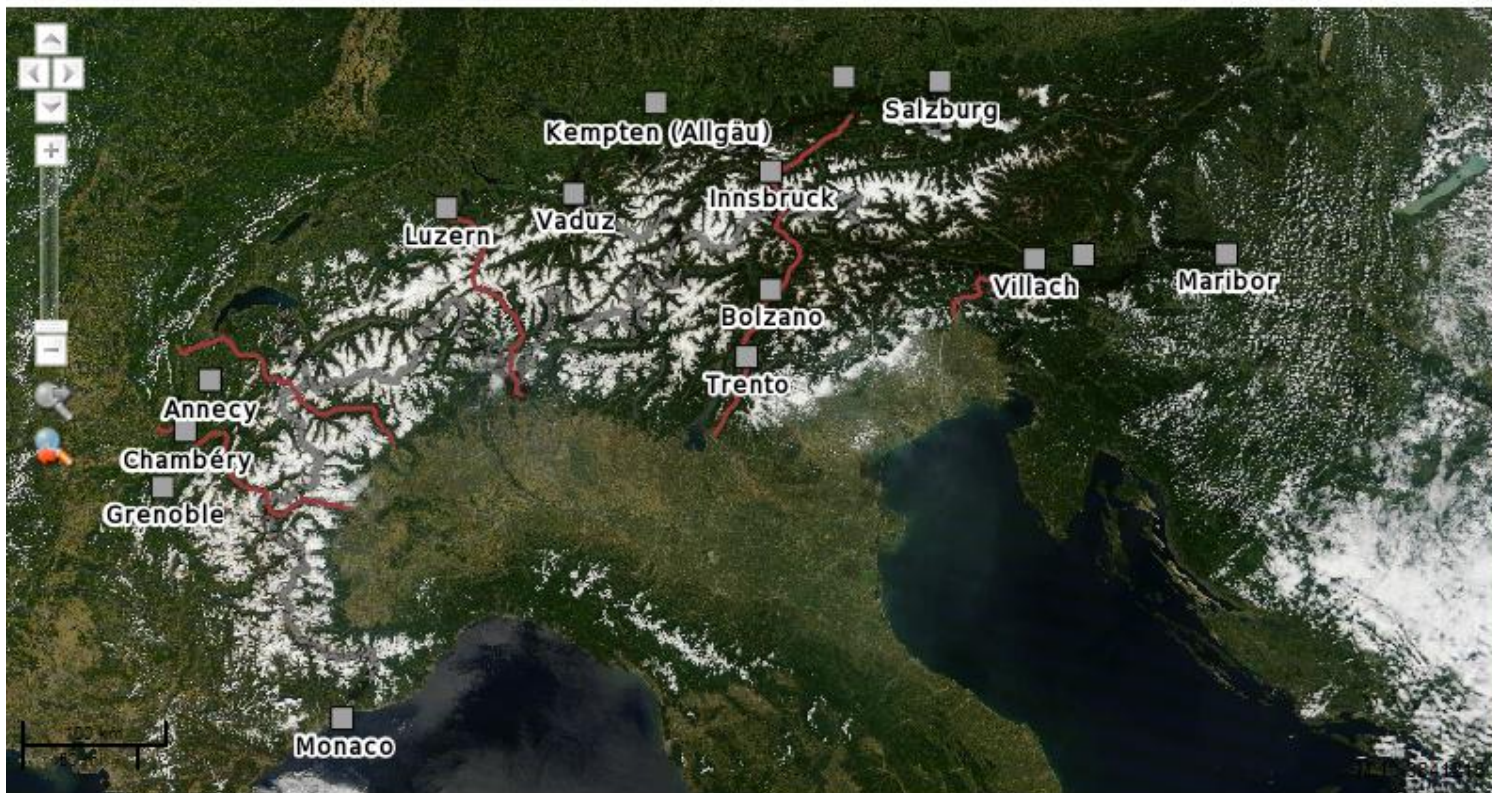 Salzburg
Kempten (Allgäu)
Innsbruck
Vaduz
Luzern
Villach
Maribor
Bolzano
Trento
Annecy
Chambéry
Grenoble
Monaco